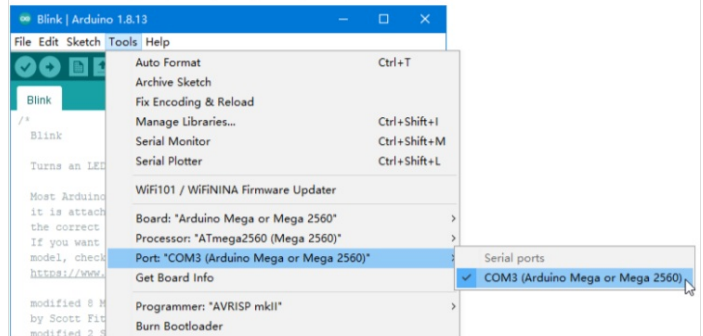 Blink | Arduino 1.8.13
File Edit Sketch Tools Help
Auto Format Ctrl+T
Archive Sketch
Fix Encoding & Reload
Manage Libraries... Ctrl+Shift+I
Serial Monitor Ctrl+Shift+M
Serial Plotter Ctrl+Shift+L
WiFi101 / WiFiNINA Firmware Updater
Board: "Arduino Mega or Mega 2560"
Processor: "ATmega2560 (Mega 2560)"
Port: "COM3 (Arduino Mega or Mega 2560)"
Get Board Info
Programmer: "AVRISP mkII"
Burn Bootloader
Serial ports
COM3 (Arduino Mega or Mega 2560)
Blink
/*
Blink
Turns an LED
Most Arduino
it is attach
the correct
If you want
model, check
https://www.
modified 8 M
by Scott Fit
modified 2 S